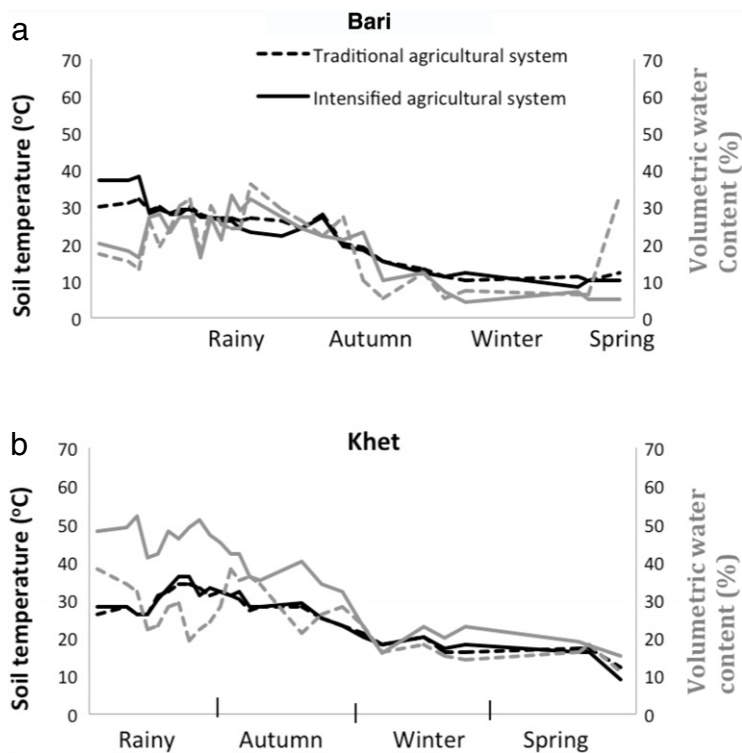 a
Bari
Traditional agricultural system
Intensified agricultural system
Soil temperature (°C)
70
60
50
40
30
20
10
0
70
60
50
40
30
20
10
0
Volumetric water
Content (%)
Rainy Autumn Winter Spring
b
Khet
Soil temperature (°C)
70
60
50
40
30
20
10
0
70
60
50
40
30
20
10
0
Volumetric water
content (%)
Rainy Autumn Winter Spring